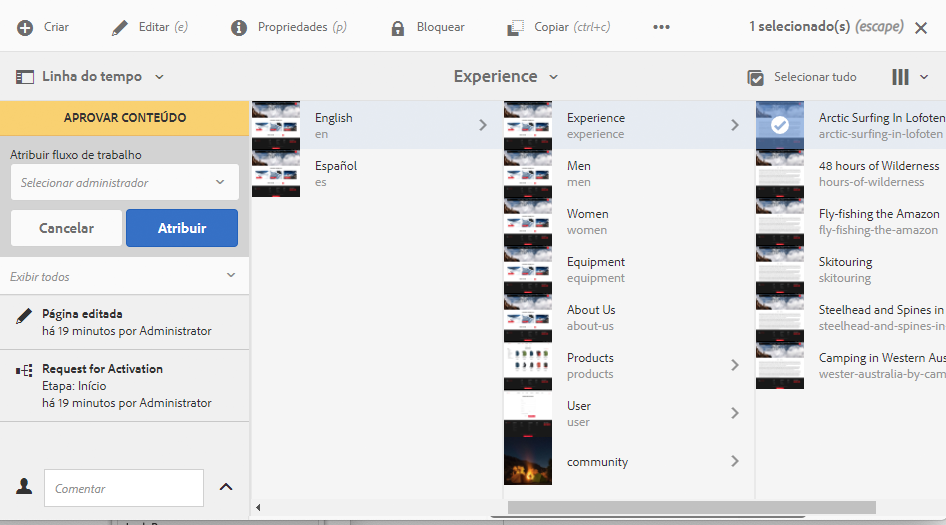 Criar
Editar (e)
Propriedades (p)
Bloquear
Copiar (ctrl+c)
1 selecionado(s) (escape)
Linha do tempo
Experience
Selecionar tudo
APROVAR CONTEÚDO
Atribuir fluxo de trabalho
Selecionar administrador
Cancelar
Atribuir
Exibir todos
Página editada
há 19 minutos por Administrator
Request for Activation
Etapa: Início
há 19 minutos por Administrator
Comentar
English
en
Español
es
Experience
experience
Men
men
Women
women
Equipment
equipment
About Us
about-us
Products
products
User
user
community
Arctic Surfing In Lofoten
arctic-surfing-in-lofoten
48 hours of Wilderness
hours-of-wilderness
Fly-fishing the Amazon
fly-fishing-the-amazon
Skitouring
skitouring
Steelhead and Spines in
steelhead-and-spines-in-
Camping in Western Aus
wester-australia-by-cam